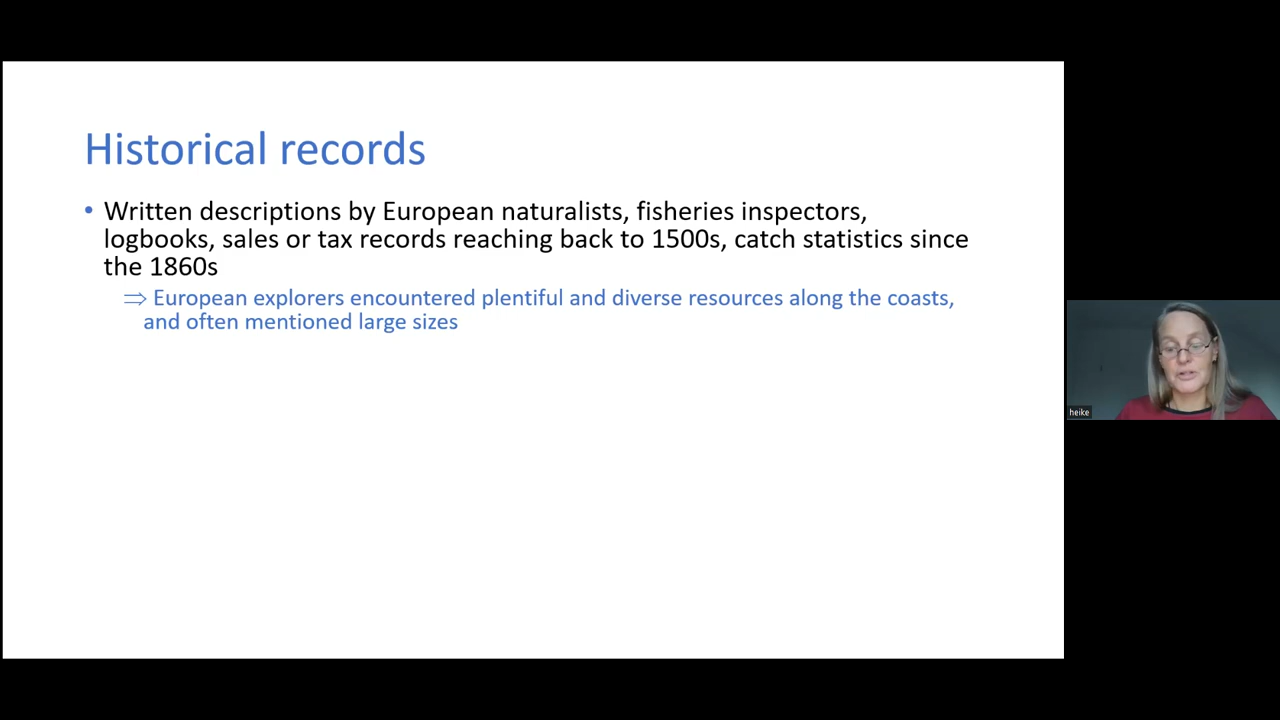 Historical records
• Written descriptions by European naturalists, fisheries inspectors,
logbooks, sales or tax records reaching back to 1500s, catch statistics since
the 1860s
⇒ European explorers encountered plentiful and diverse resources along the coasts,
and often mentioned large sizes
heike